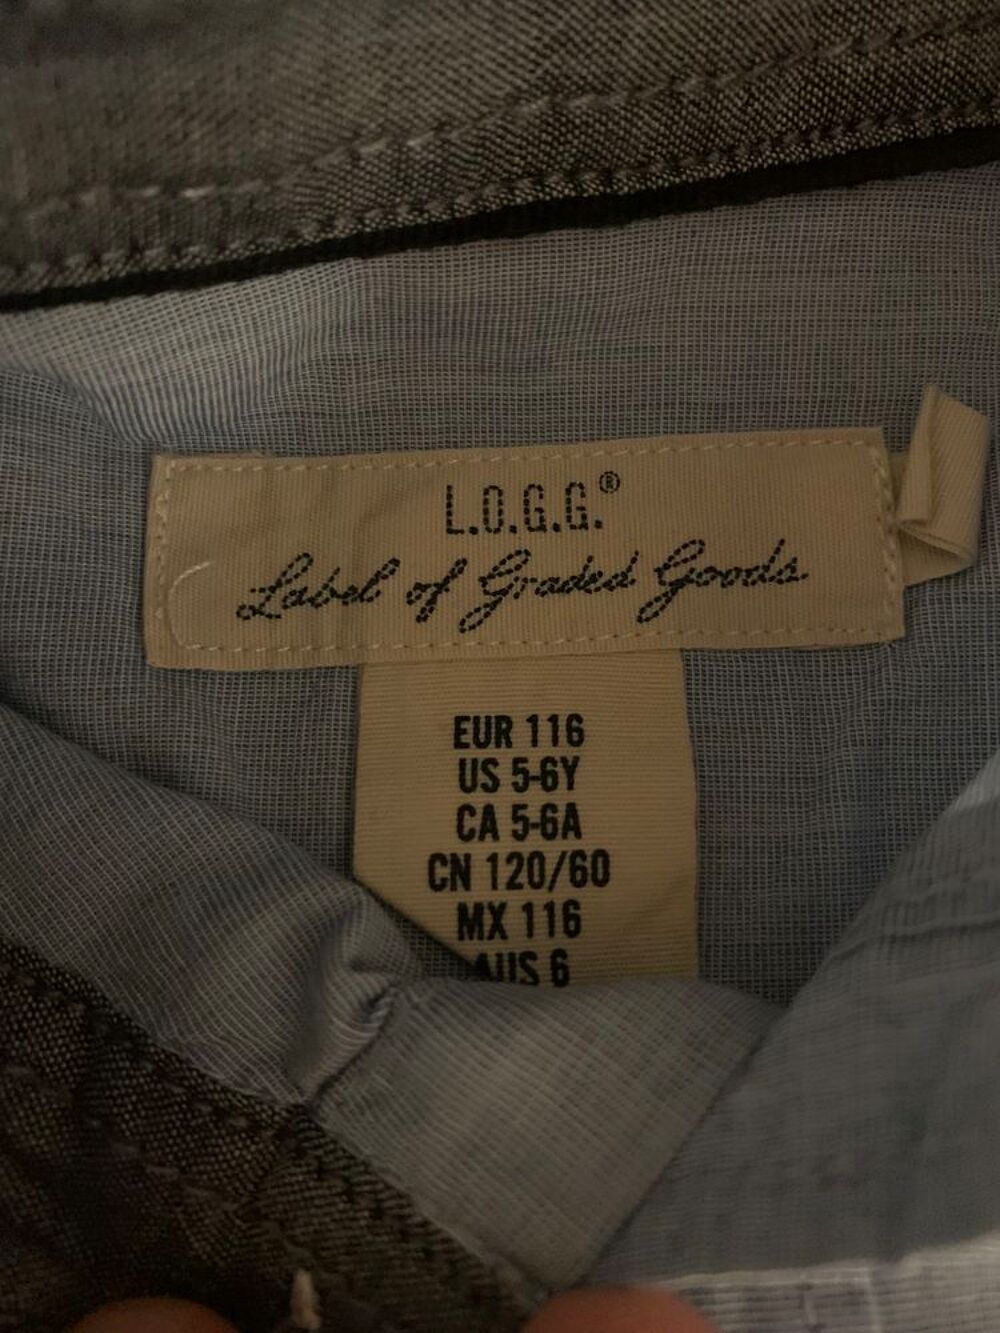 L.O.G.G.®
Label of Graded Goods
EUR 116
US 5-6Y
CA 5-6A
CN 120/60
MX 116
AUS 6